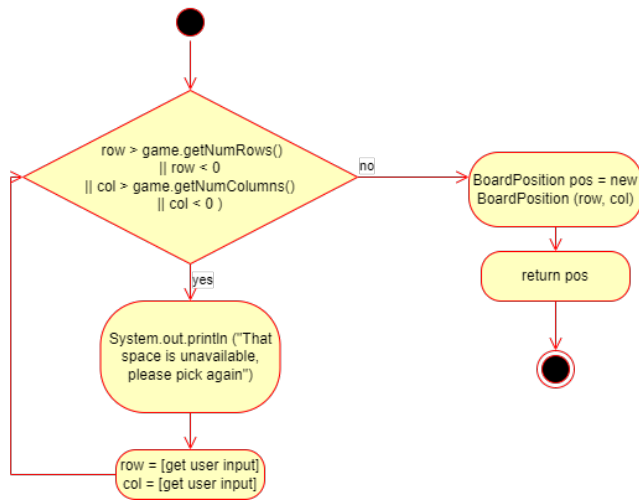 row > game.getNumRows()
|| row < 0
|| col > game.getNumColumns()
|| col < 0 )
no
BoardPosition pos = new
BoardPosition (row, col)
return pos
yes
System.out.println ("That
space is unavailable,
please pick again")
row = [get user input]
col = [get user input]